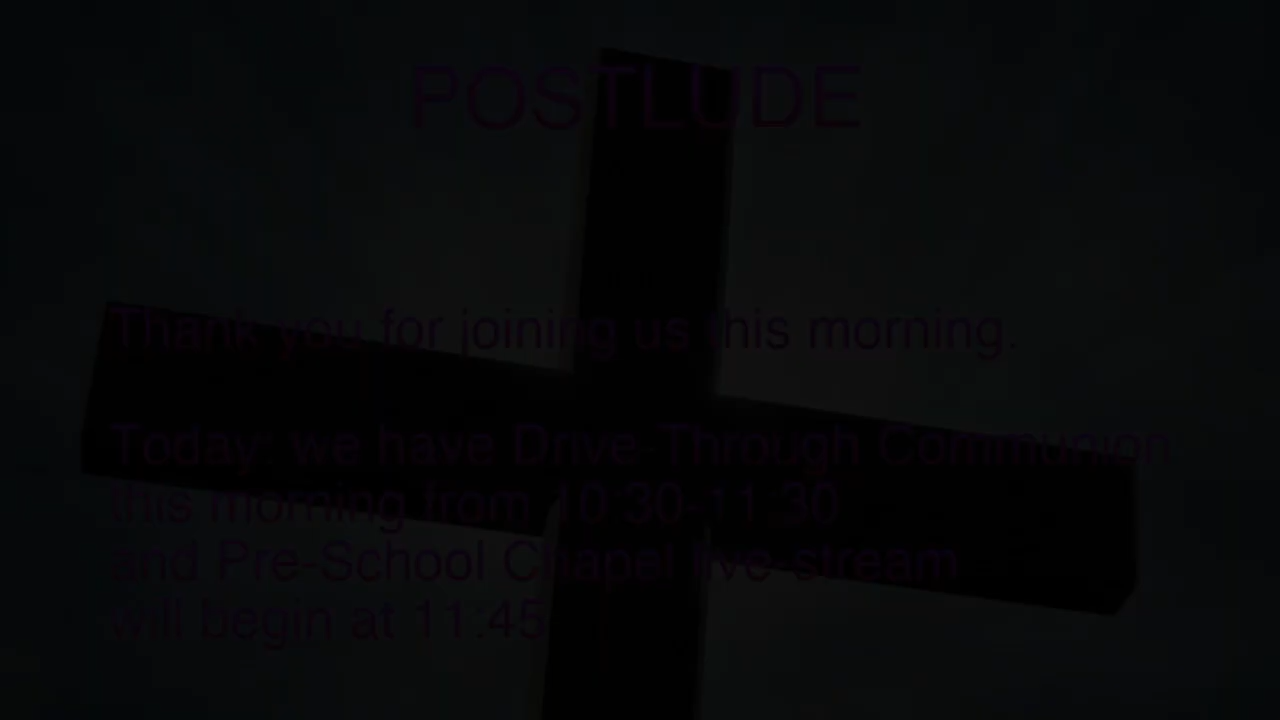 POSTLUDE
Thank you for joining us this morning.
Today: we have Drive-Through Communion
this morning from 10:30-11:30
and Pre-School Chapel live-stream
will begin at 11:45